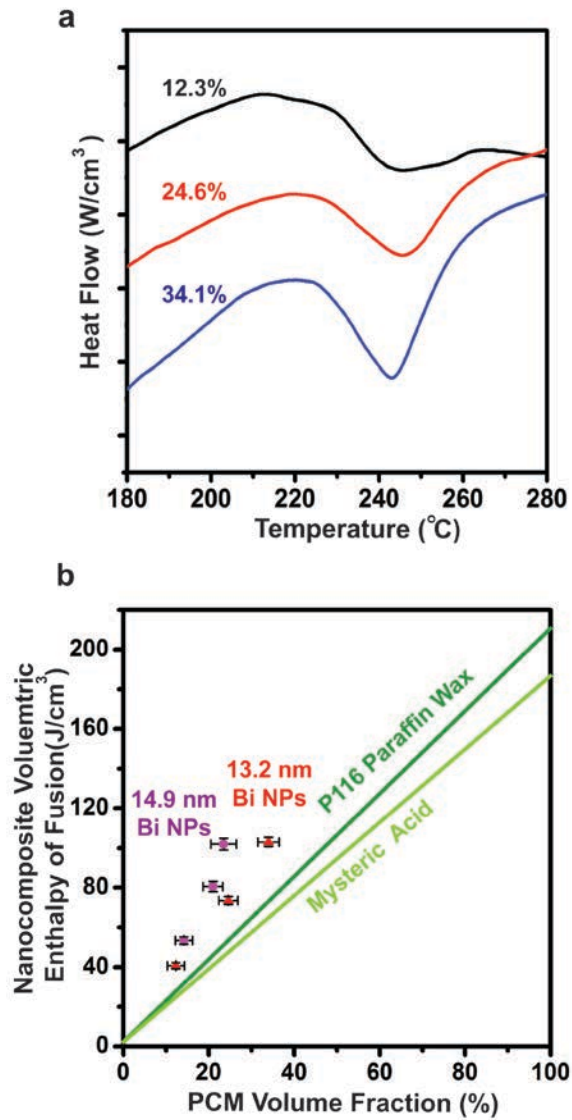 a
12.3%
24.6%
34.1%
Heat Flow (W/cm³)
180 200 220 240 260 280
Temperature (°C)
b
200
160
120
80
40
0
P116 Paraffin Wax
Mysteric Acid
13.2 nm
Bi NPs
14.9 nm
Bi NPs
Nanocomposite Voluemtric
Enthalpy of Fusion(J/cm³)
0 20 40 60 80 100
PCM Volume Fraction (%)